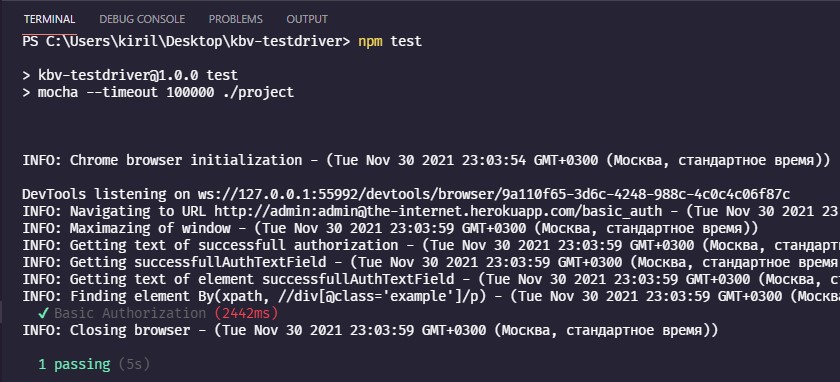 TERMINAL DEBUG CONSOLE PROBLEMS OUTPUT
PS C:\Users\kiril\Desktop\kbv-testdriver> npm test
> kbv-testdriver@1.0.0 test
> mocha --timeout 100000 ./project
INFO: Chrome browser initialization - (Tue Nov 30 2021 23:03:54 GMT+0300 (Москва, стандартное время))
DevTools listening on ws://127.0.0.1:55992/devtools/browser/9a110f65-3d6c-4248-988c-4c0c4c06f87c
INFO: Navigating to URL http://admin:admin@the-internet.herokuapp.com/basic_auth - (Tue Nov 30 2021 23
INFO: Maximazing of window - (Tue Nov 30 2021 23:03:59 GMT+0300 (Москва, стандартное время))
INFO: Getting text of successfull authorization - (Tue Nov 30 2021 23:03:59 GMT+0300 (Москва, стандарт
INFO: Getting successfullAuthTextField - (Tue Nov 30 2021 23:03:59 GMT+0300 (Москва, стандартное время
INFO: Getting text of element successfullAuthTextField - (Tue Nov 30 2021 23:03:59 GMT+0300 (Москва, ст
INFO: Finding element By(xpath, //div[@class='example']/p) - (Tue Nov 30 2021 23:03:59 GMT+0300 (Москва
✓ Basic Authorization (2442ms)
INFO: Closing browser - (Tue Nov 30 2021 23:03:59 GMT+0300 (Москва, стандартное время))
1 passing (5s)